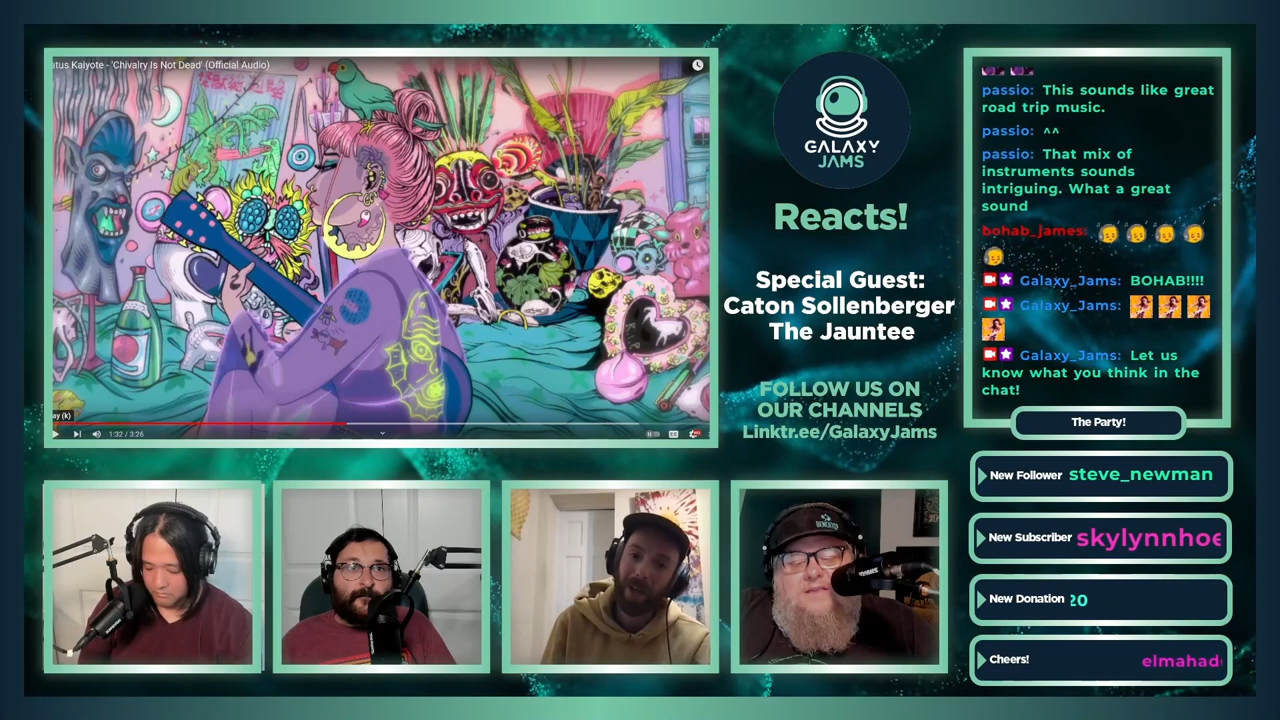 tus Kaiyote - 'Chivalry Is Not Dead' (Official Audio)
ay (k)
1:32 / 3:26
GALAXY
JAMS
Reacts!
Special Guest:
Caton Sollenberger
The Jauntee
FOLLOW US ON
OUR CHANNELS
Linktr.ee/GalaxyJams
passio: This sounds like great
road trip music.
passio: ^^
passio: That mix of
instruments sounds
intriguing. What a great
sound
bohab_james:
Galaxy_Jams: BOHAB!!!!
Galaxy_Jams:
Galaxy_Jams: Let us
know what you think in the
chat!
The Party!
New Follower steve_newman
New Subscriber skylynnhoe
New Donation 20
Cheers! elmahad